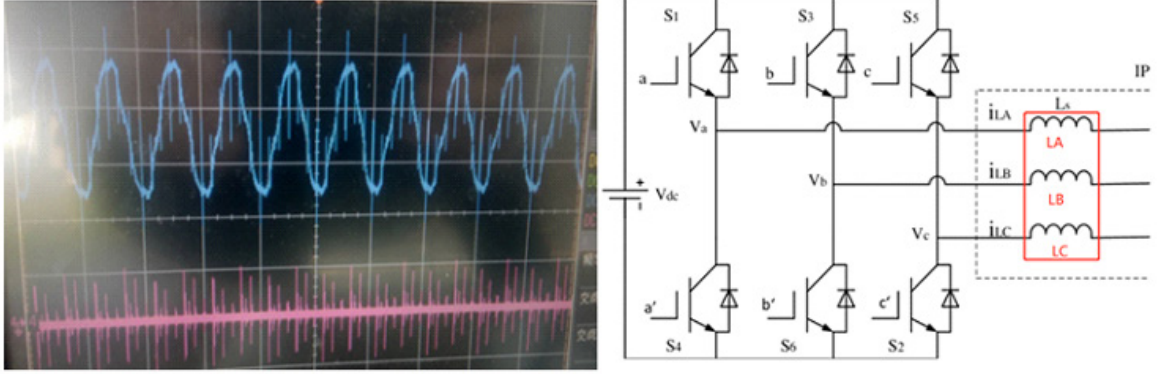 S1
S3
S5
a
b
c
IP
iLA
Ls
LA
Va
iLB
Vb
LB
Vdc
+
iLC
Vc
LC
a'
b'
c'
S4
S6
S2